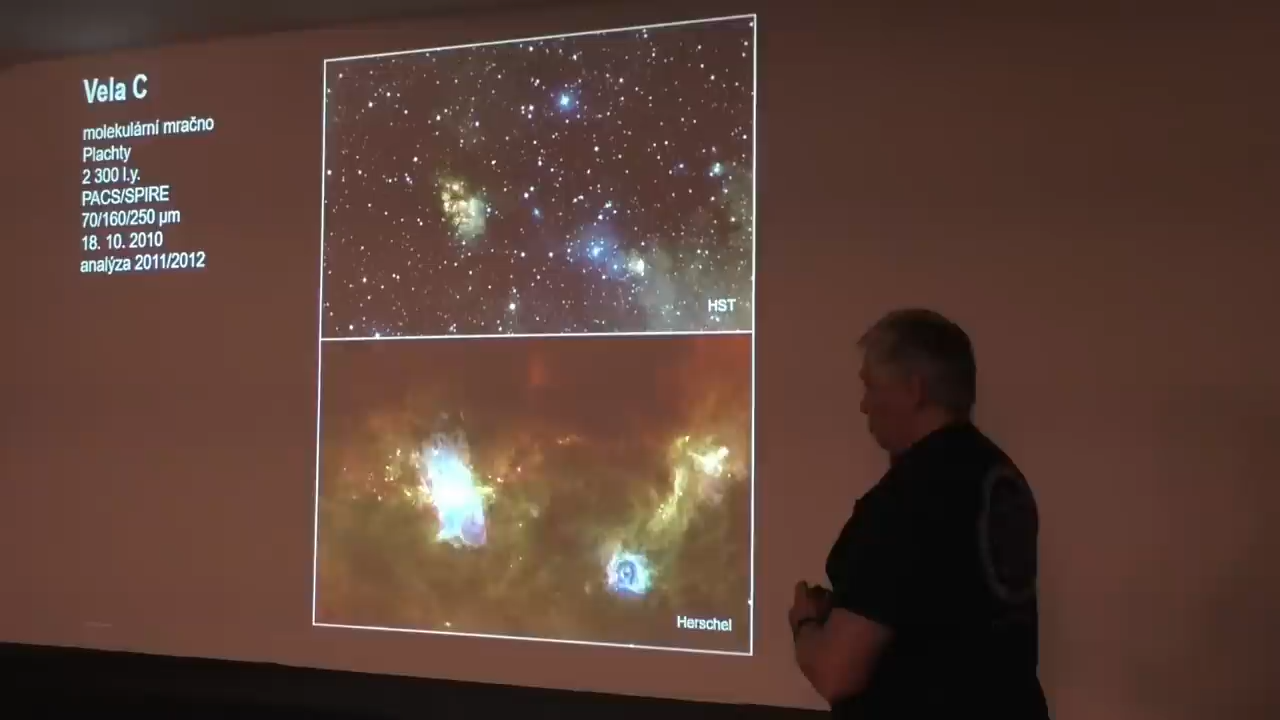 Vela C
molekulární mračno
Plachty
2 300 l.y.
PACS/SPIRE
70/160/250 µm
18. 10. 2010
analýza 2011/2012
HST
Herschel